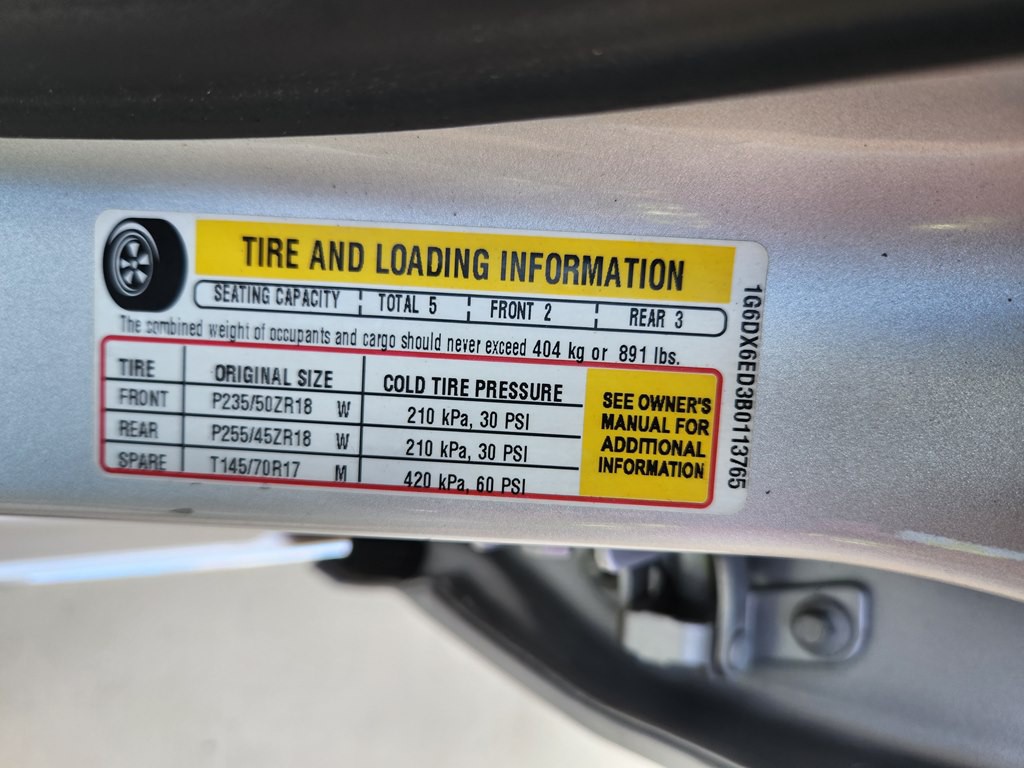 TIRE AND LOADING INFORMATION
SEATING CAPACITY TOTAL 5 FRONT 2 REAR 3
The combined weight of occupants and cargo should never exceed 404 kg or 891 lbs.
TIRE ORIGINAL SIZE COLD TIRE PRESSURE
FRONT P235/50ZR18 W 210 kPa, 30 PSI
REAR P255/45ZR18 W 210 kPa, 30 PSI
SPARE T145/70R17 M 420 kPa, 60 PSI
SEE OWNER'S
MANUAL FOR
ADDITIONAL
INFORMATION
1G6DX6ED3B0113765